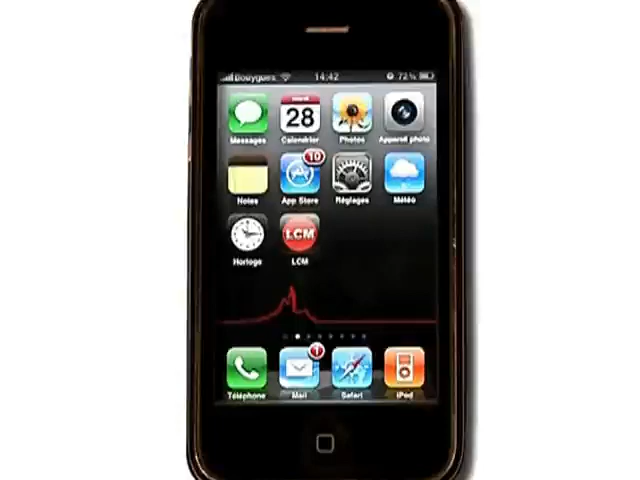 Bouygues 14:42 72 %
Messages Calendrier Photos Appareil photo
28
10
Notes App Store Réglages Météo
LCM
Horloge LCM
1
Téléphone Mail Safari iPod